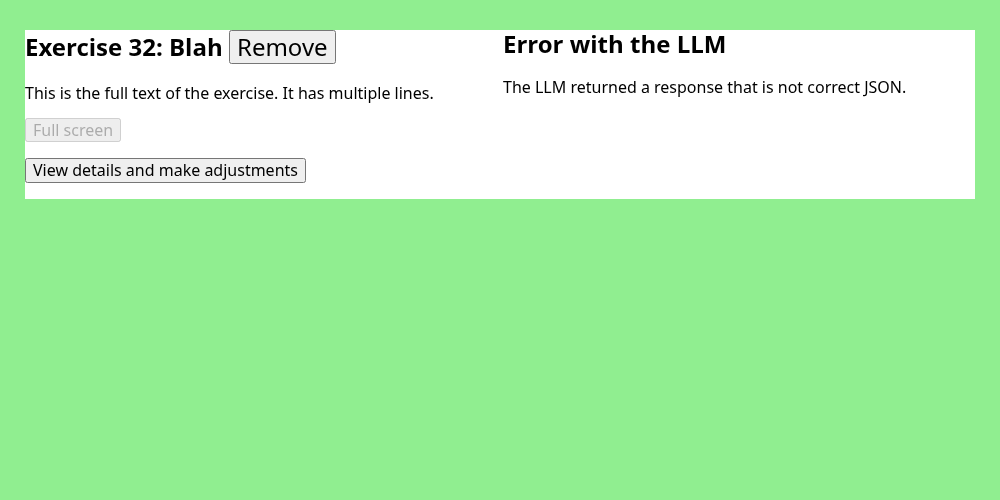 Exercise 32: Blah Remove
This is the full text of the exercise. It has multiple lines.
Full screen
View details and make adjustments
Error with the LLM
The LLM returned a response that is not correct JSON.